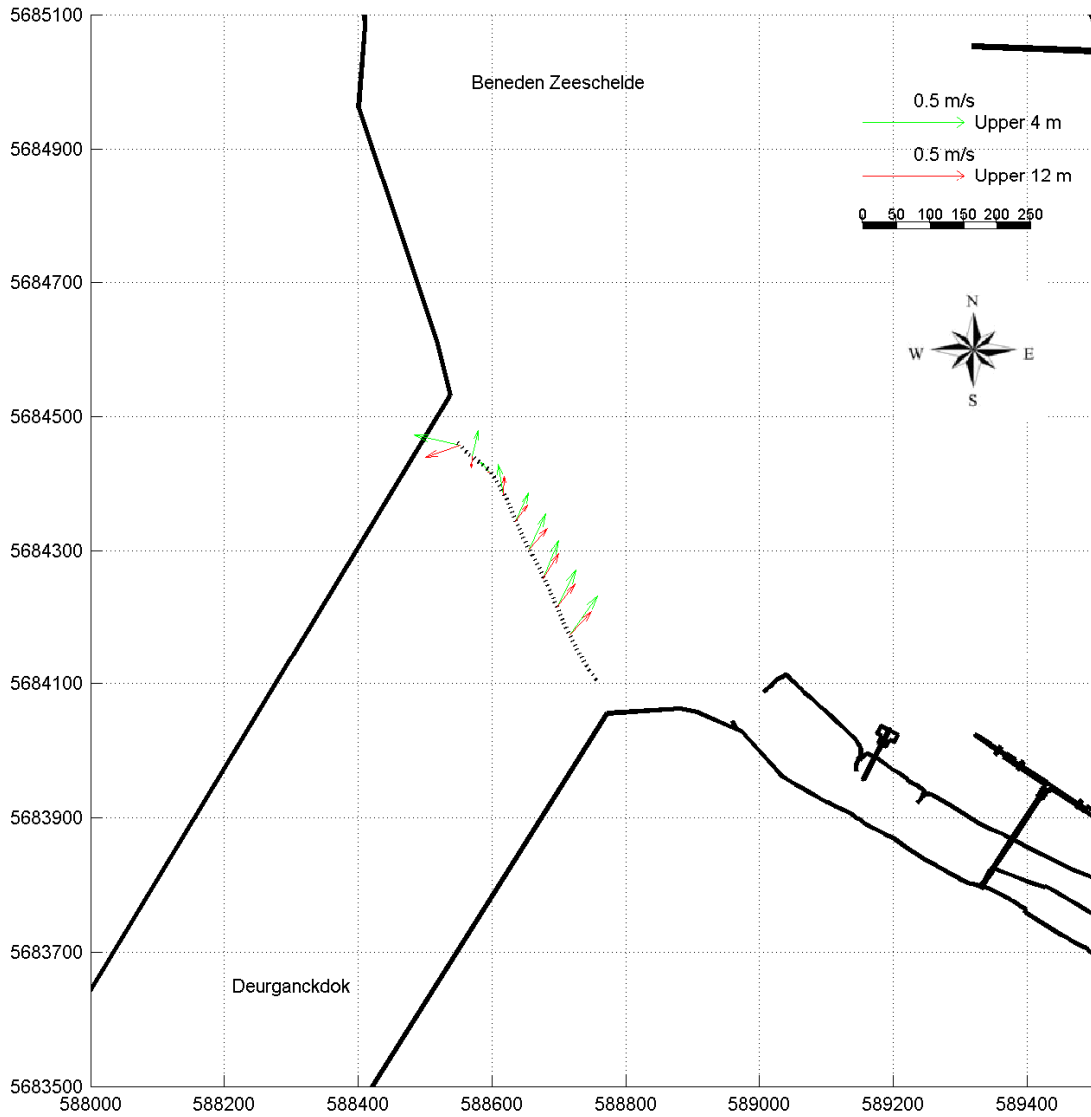 5685100
Beneden Zeeschelde
0.5 m/s
Upper 4 m
5684900
0.5 m/s
Upper 12 m
0 50 100 150 200 250
5684700
N
W E
S
5684500
5684300
5684100
5683900
5683700
Deurganckdok
5683500
588000 588200 588400 588600 588800 589000 589200 589400